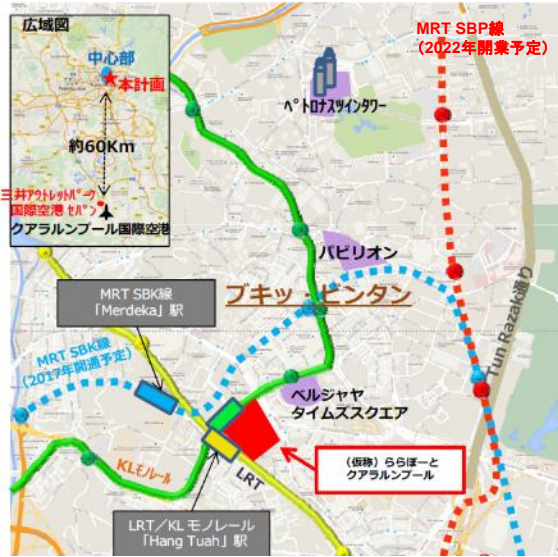 広域図
中心部
本計画
約60Km
三井アウトレットパーク
国際空港 セパン
クアラルンプール国際空港
MRT SBP線
(2022年開業予定)
ペトロナスツインタワー
パビリオン
Tun Razak通り
ブキッ・ビンタン
MRT SBK線
「Merdeka」駅
MRT SBK線
(2017年開通予定)
ベルジャヤ
タイムズスクエア
KLモノレール
LRT
(仮称)ららぽーと
クアラルンプール
LRT/KL モノレール
「Hang Tuah」駅